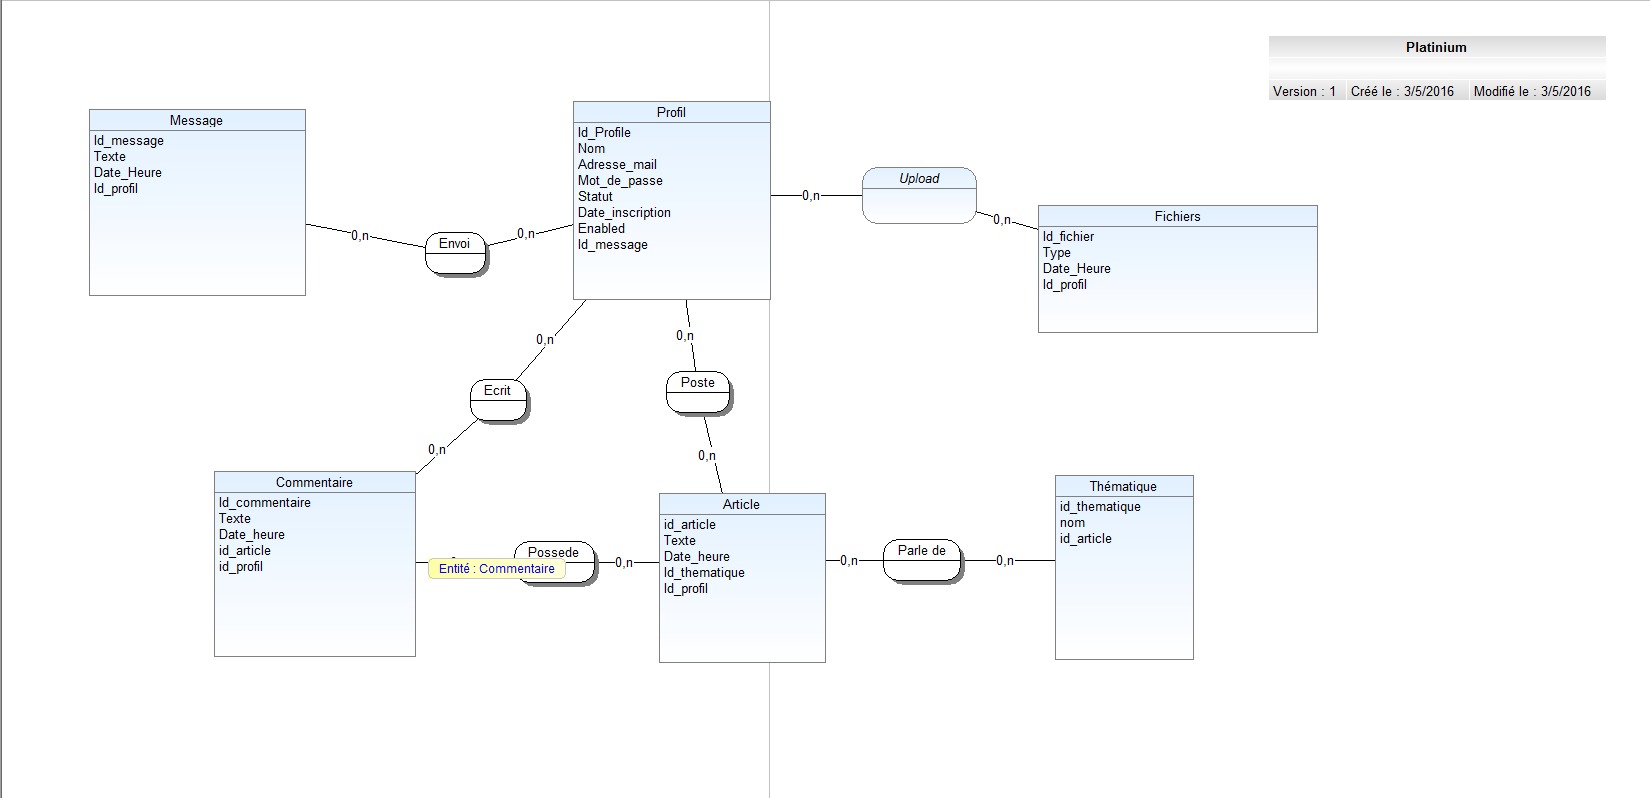 Platinium
Version : 1
Créé le : 3/5/2016
Modifié le : 3/5/2016
Message
Id_message
Texte
Date_Heure
Id_profil
Profil
Id_Profile
Nom
Adresse_mail
Mot_de_passe
Statut
Date_inscription
Enabled
Id_message
0,n
Upload
0,n
Fichiers
Id_fichier
Type
Date_Heure
Id_profil
0,n
Envoi
0,n
0,n
Ecrit
0,n
0,n
Poste
0,n
Commentaire
Id_commentaire
Texte
Date_heure
id_article
id_profil
Possede
Entité : Commentaire
0,n
Article
id_article
Texte
Date_heure
Id_thematique
Id_profil
0,n
Parle de
0,n
Thématique
id_thematique
nom
id_article